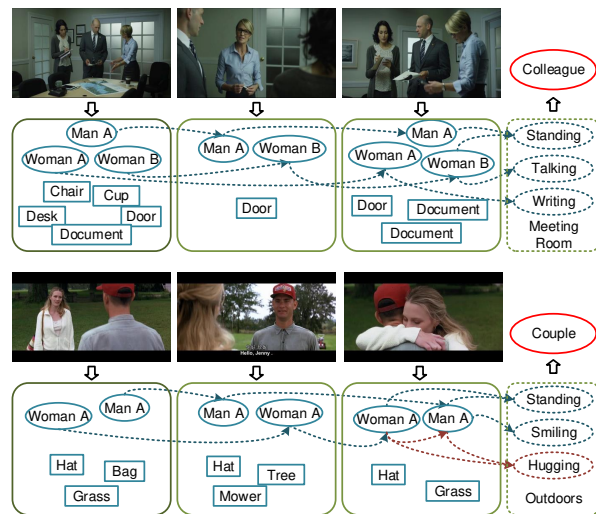 Colleague
Man A
Woman A
Woman B
Chair
Cup
Desk
Door
Document
Man A
Woman B
Door
Man A
Woman A
Woman B
Door
Document
Document
Standing
Talking
Writing
Meeting
Room
Hello, Jenny.
Couple
Woman A
Man A
Hat
Bag
Grass
Man A
Woman A
Hat
Tree
Mower
Woman A
Man A
Hat
Grass
Standing
Smiling
Hugging
Outdoors